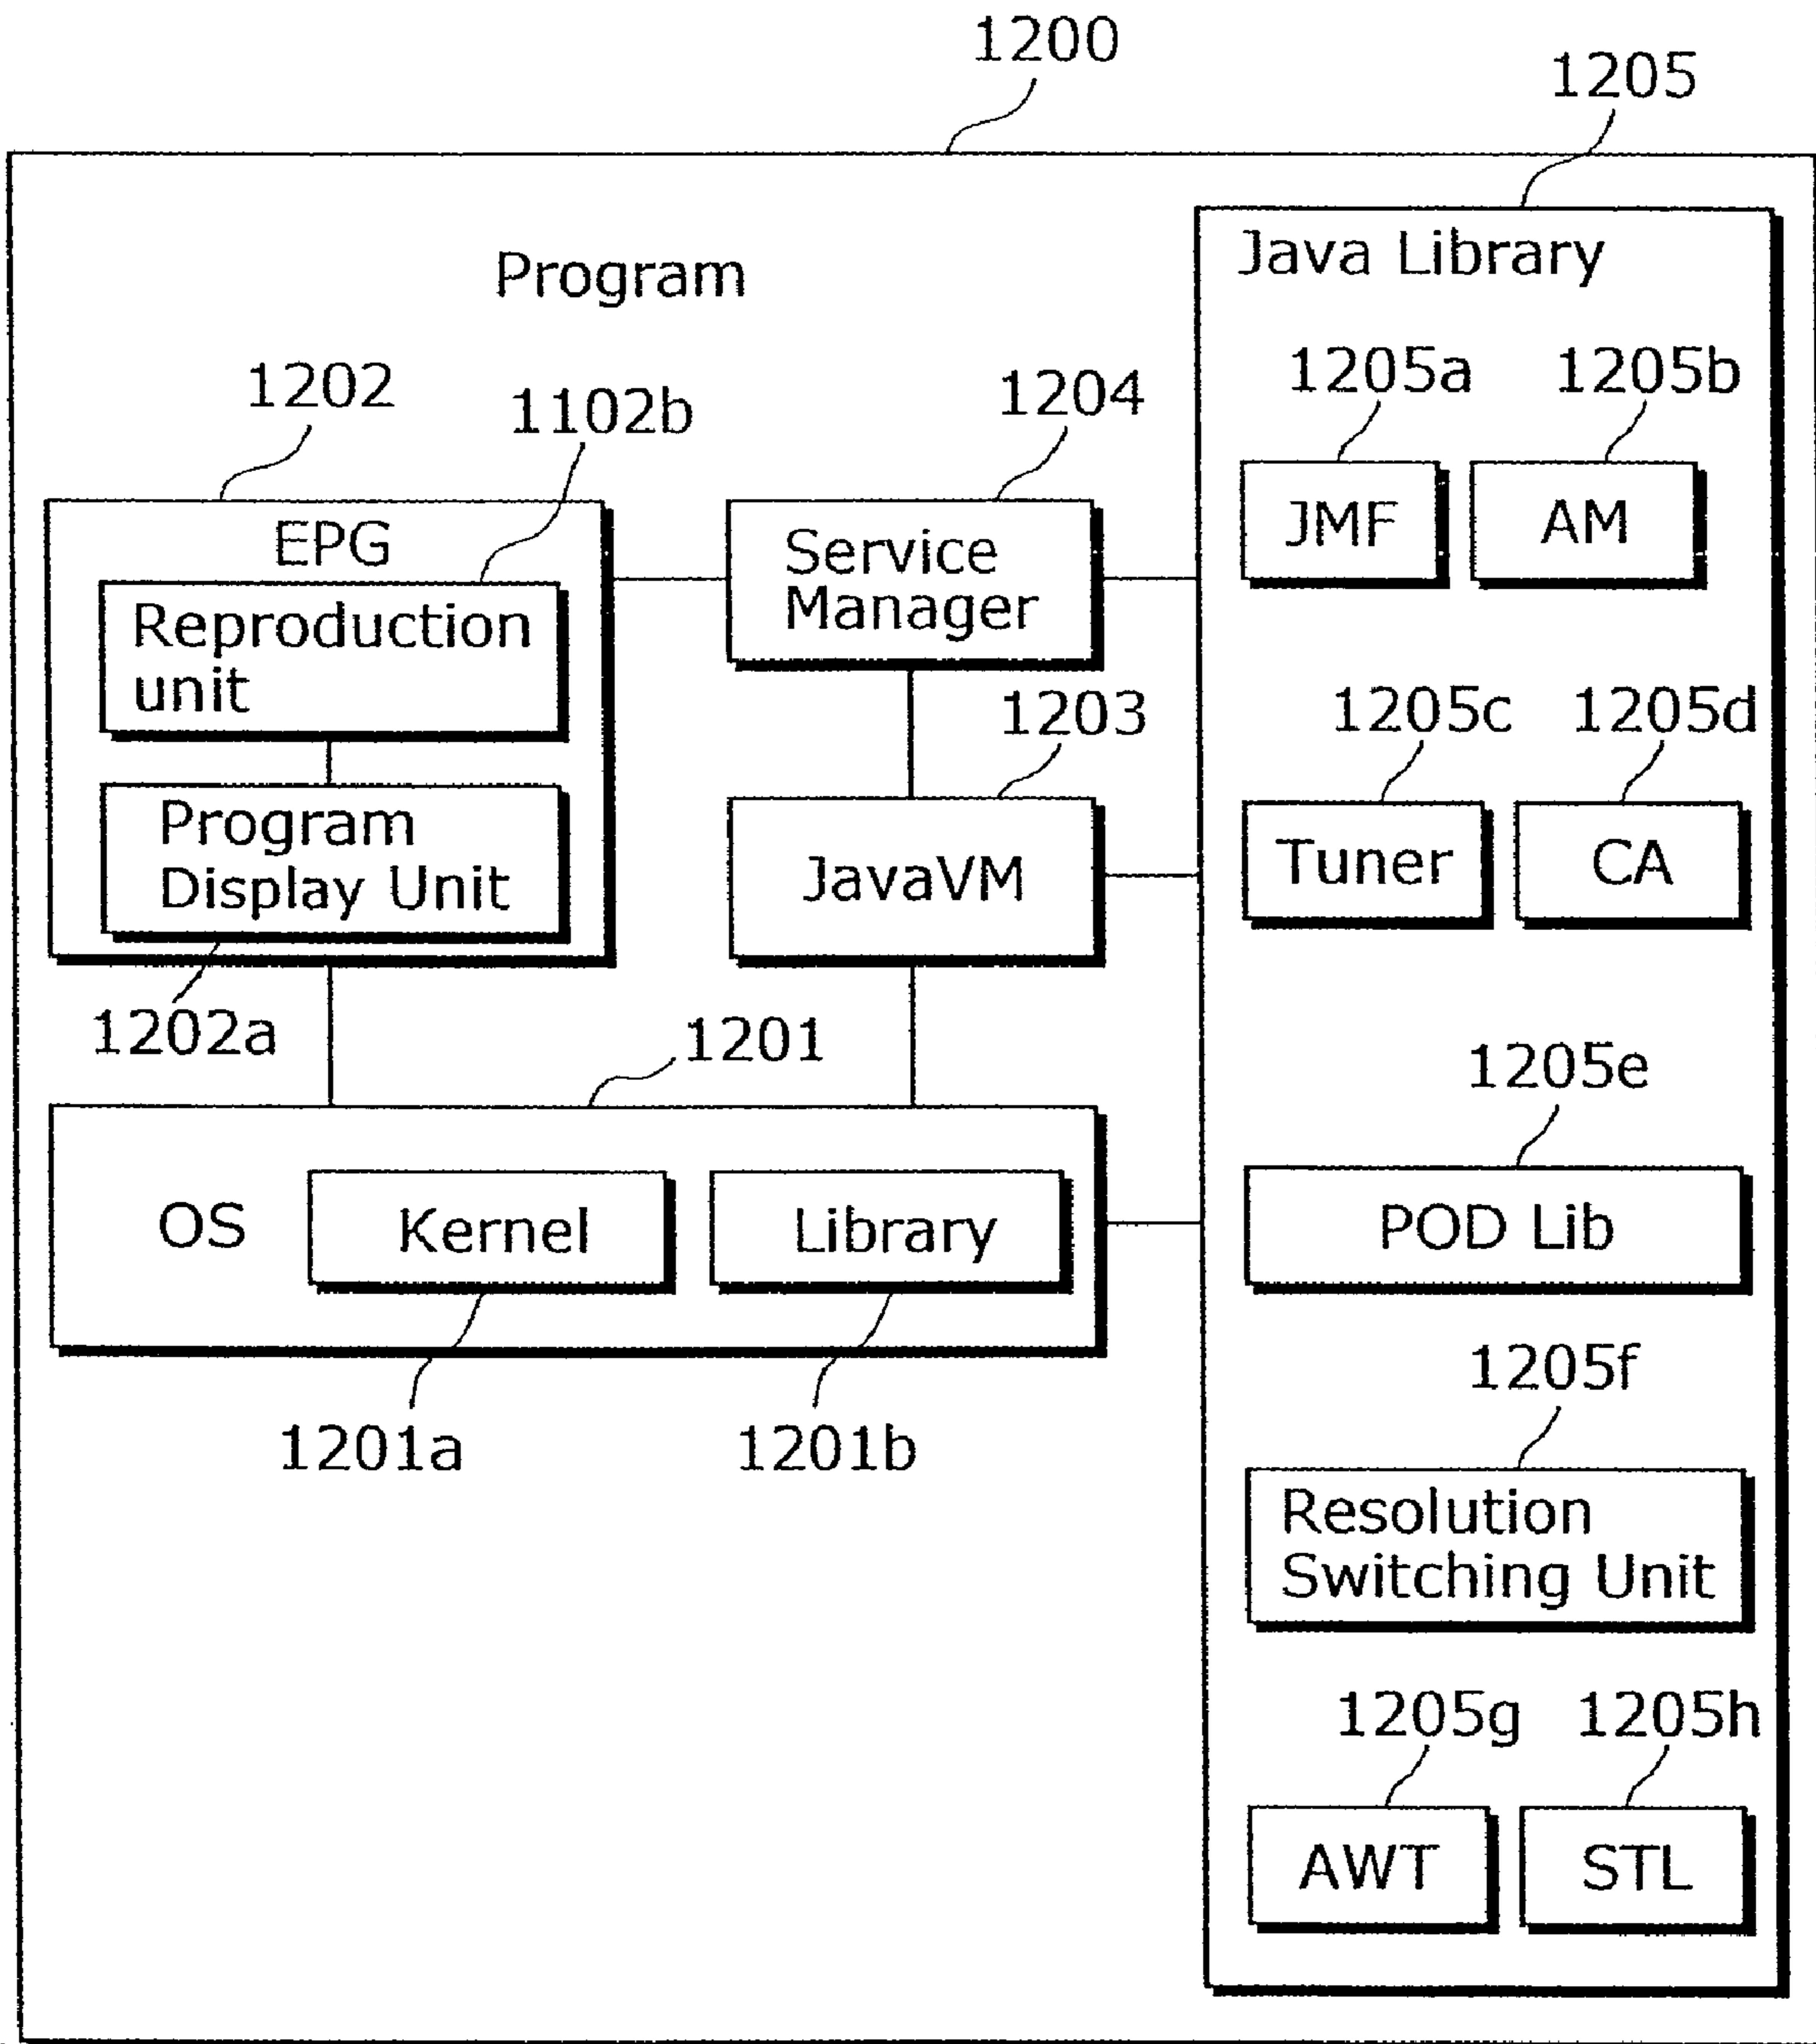 1200
1205
Program
Java Library
1202
1102b
1204
1205a
1205b
EPG
Reproduction
unit
Service
Manager
JMF
AM
1203
1205c
1205d
Program
Display Unit
JavaVM
Tuner
CA
1202a
1201
1205e
OS
Kernel
Library
POD Lib
1201a
1201b
1205f
Resolution
Switching Unit
1205g
1205h
AWT
STL